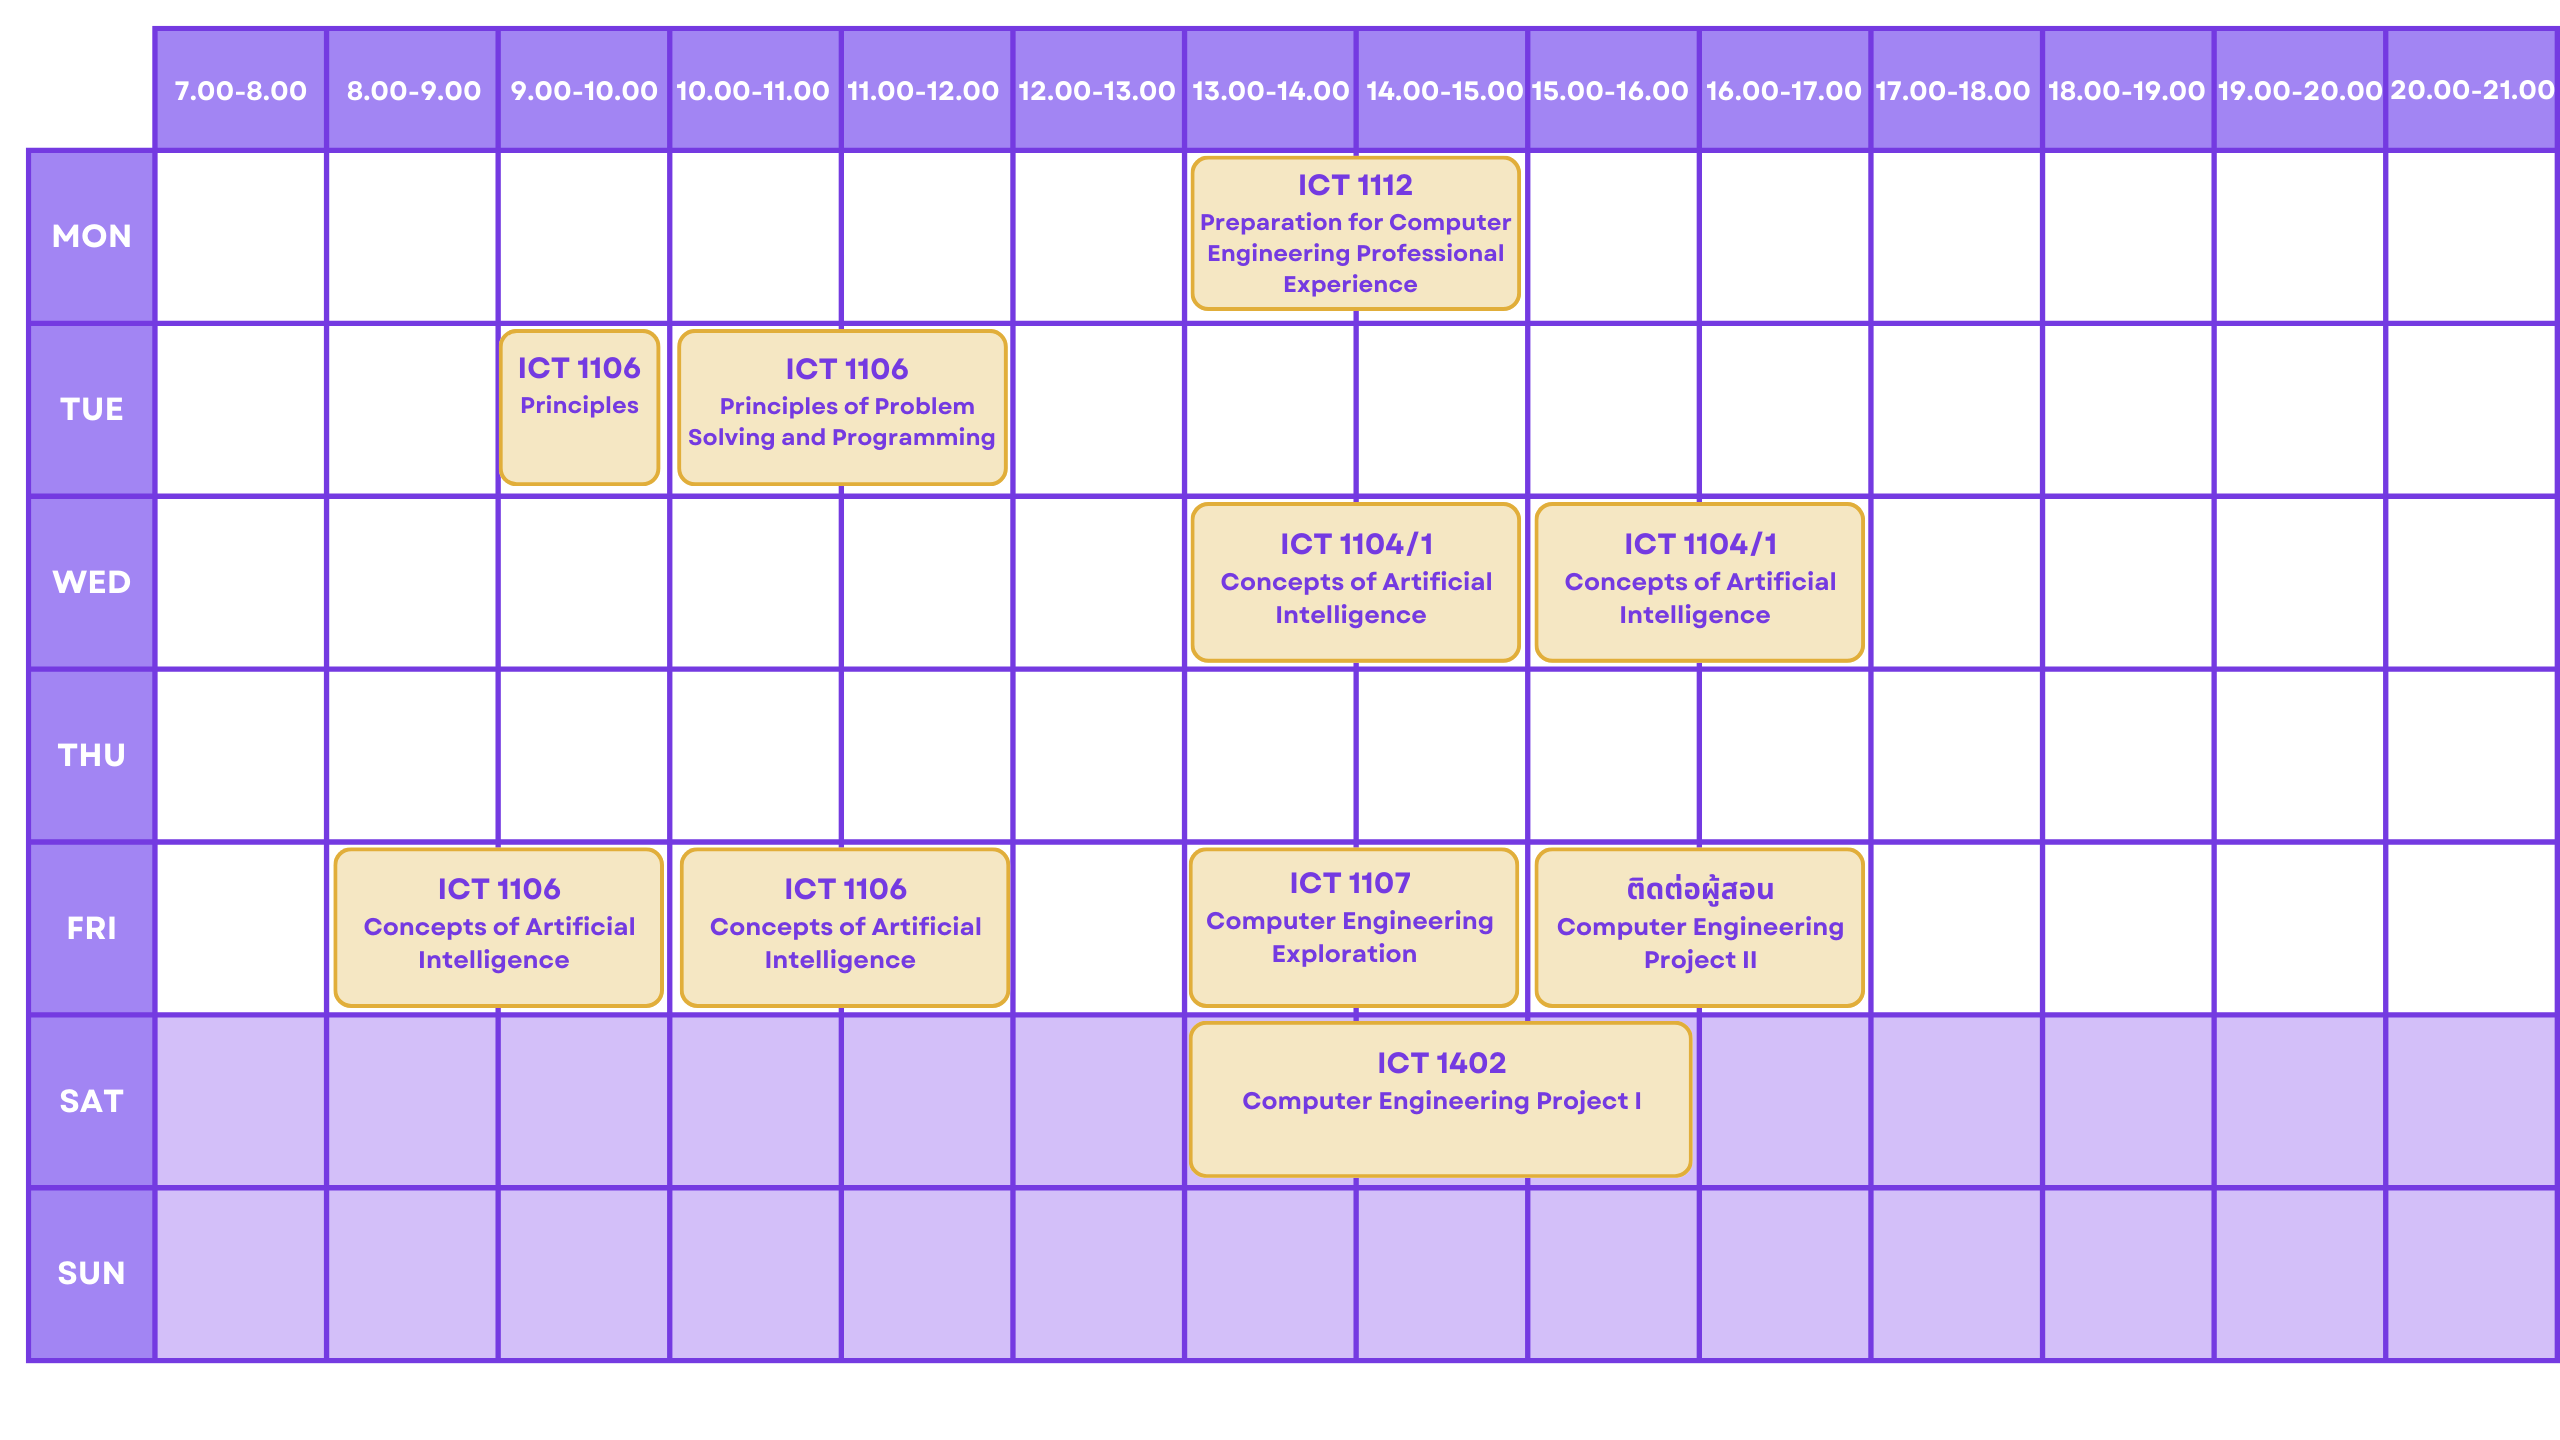 7.00-8.00 8.00-9.00 9.00-10.00 10.00-11.00 11.00-12.00 12.00-13.00 13.00-14.00 14.00-15.00 15.00-16.00 16.00-17.00 17.00-18.00 18.00-19.00 19.00-20.00 20.00-21.00
MON
ICT 1112
Preparation for Computer
Engineering Professional
Experience
TUE
ICT 1106
Principles
ICT 1106
Principles of Problem
Solving and Programming
WED
ICT 1104/1
Concepts of Artificial
Intelligence
ICT 1104/1
Concepts of Artificial
Intelligence
THU
FRI
ICT 1106
Concepts of Artificial
Intelligence
ICT 1106
Concepts of Artificial
Intelligence
ICT 1107
Computer Engineering
Exploration
ติดต่อผู้สอน
Computer Engineering
Project II
SAT
ICT 1402
Computer Engineering Project I
SUN